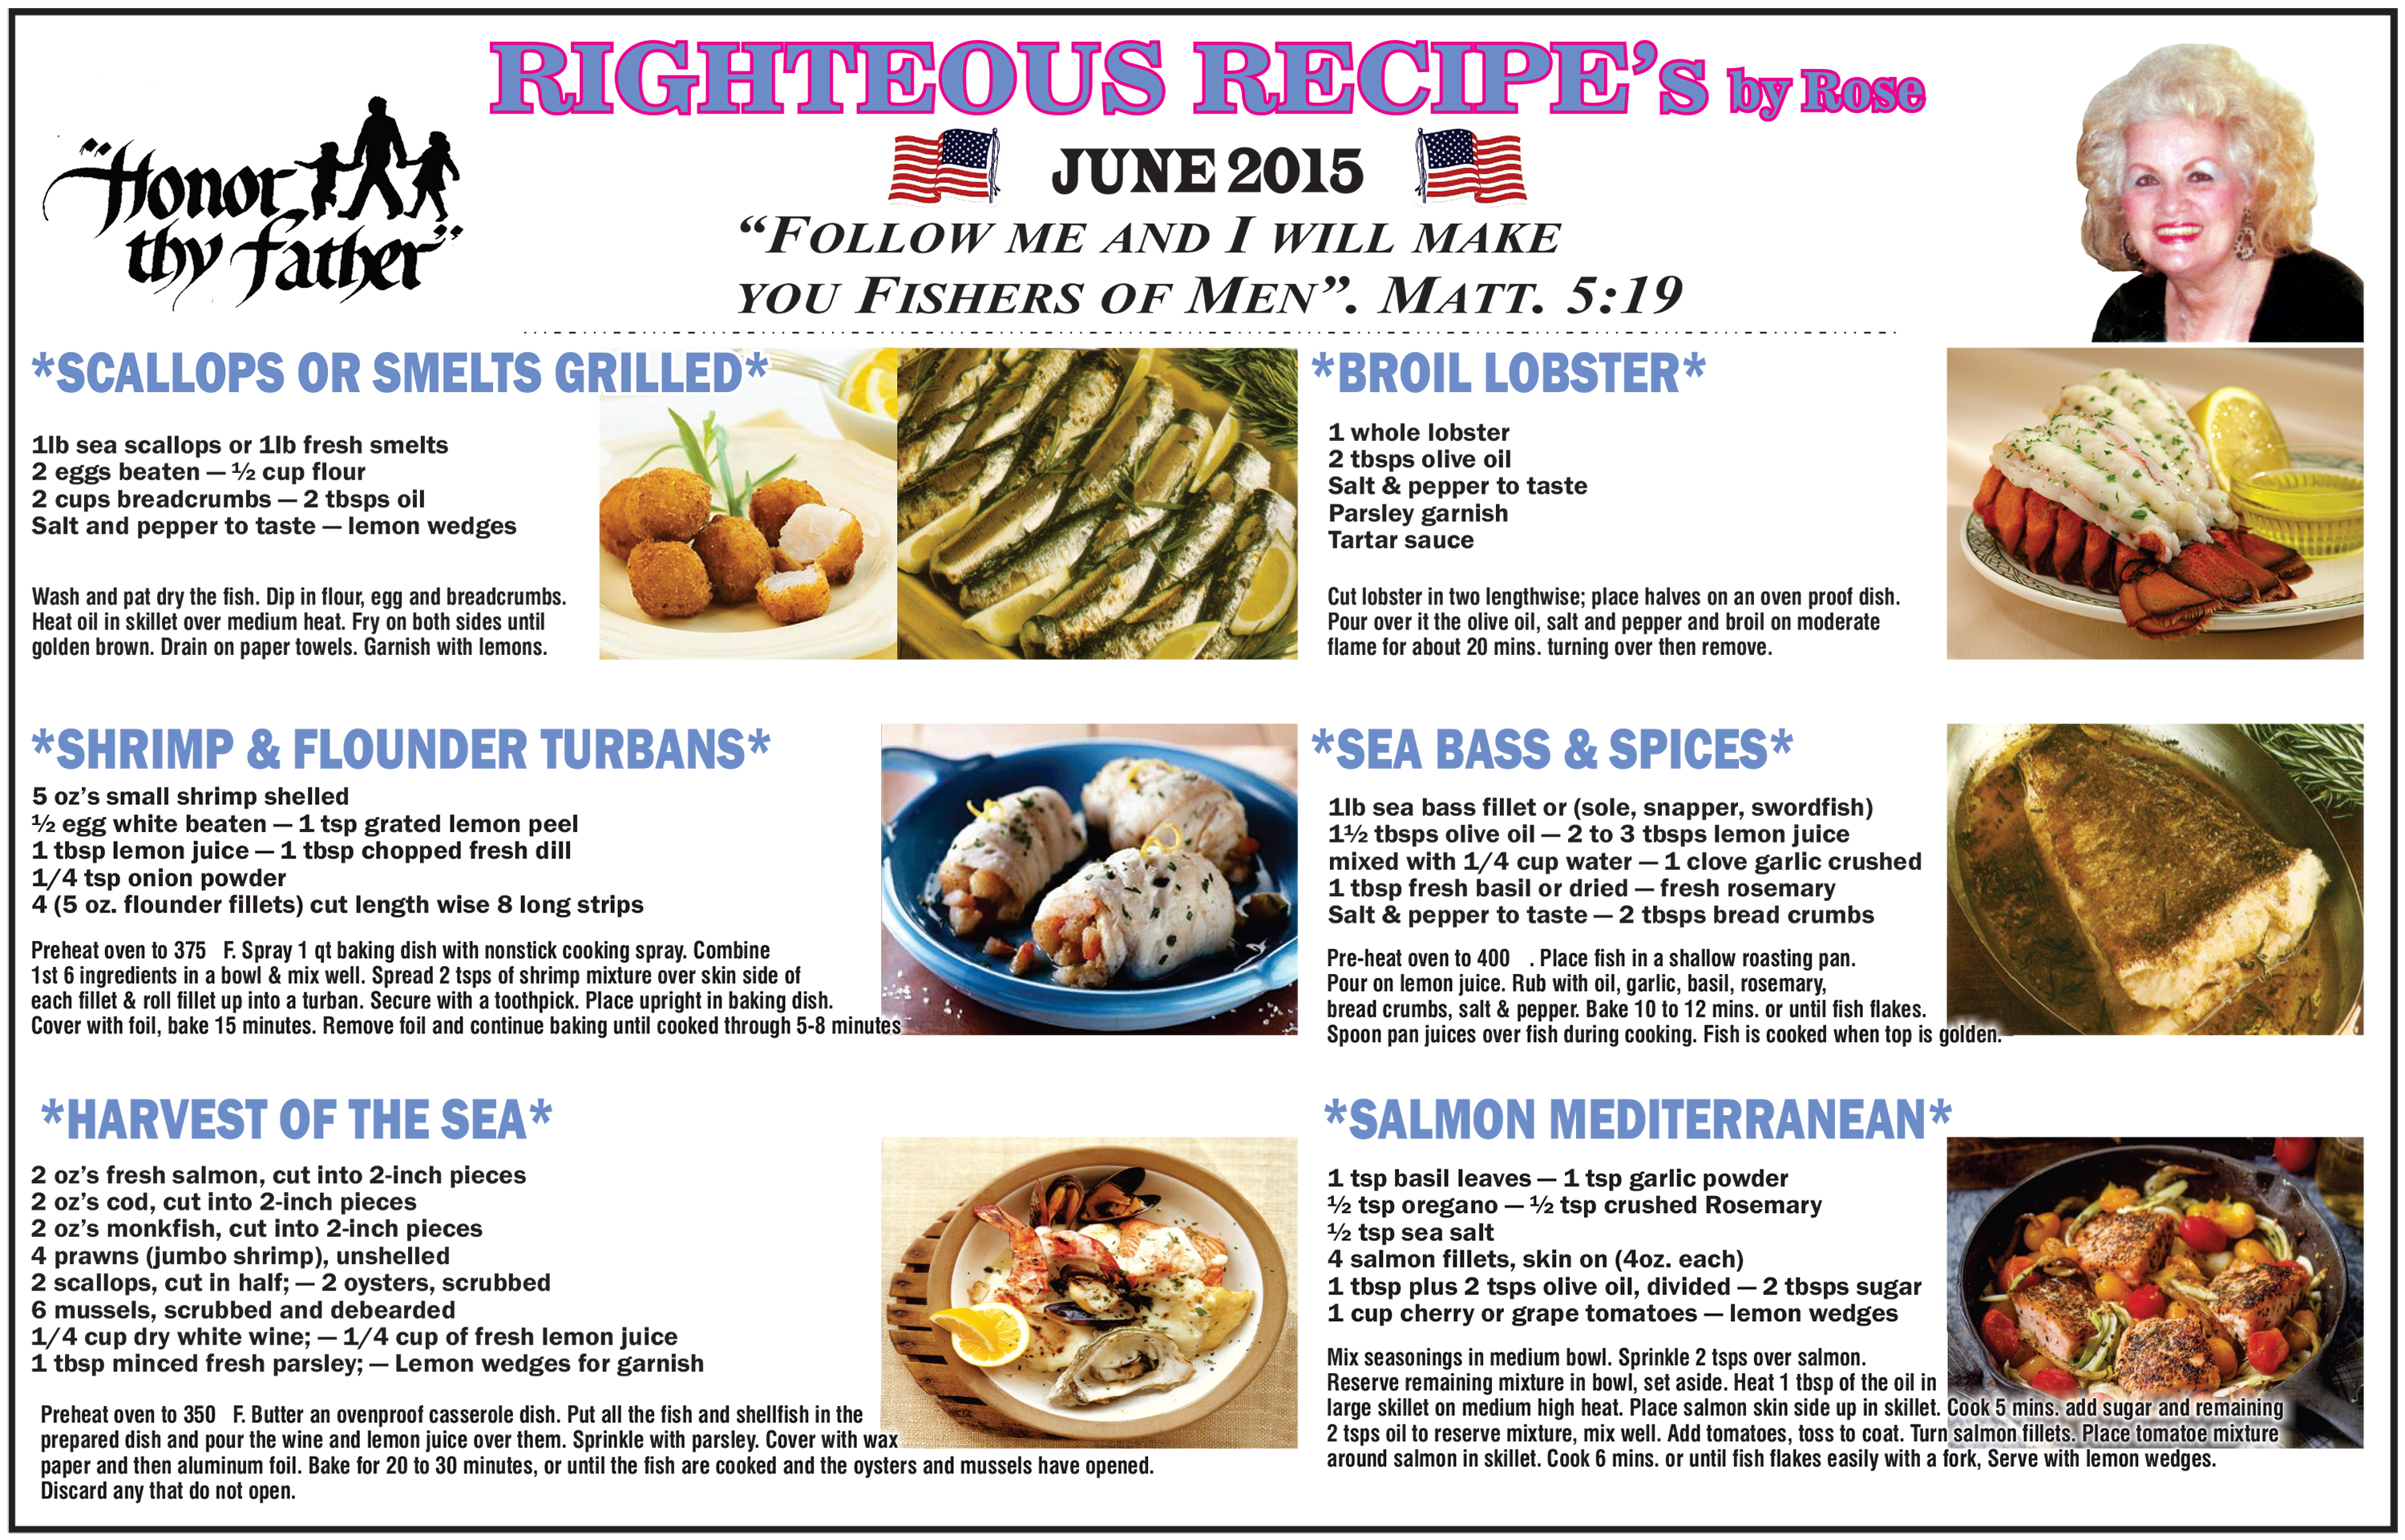 RIGHTEOUS RECIPE's by Rose
"Honor
thy father"
JUNE 2015
"FOLLOW ME AND I WILL MAKE
YOU FISHERS OF MEN". MATT. 5:19
*SCALLOPS OR SMELTS GRILLED*
1lb sea scallops or 1lb fresh smelts
2 eggs beaten — ½ cup flour
2 cups breadcrumbs — 2 tbsps oil
Salt and pepper to taste — lemon wedges
Wash and pat dry the fish. Dip in flour, egg and breadcrumbs.
Heat oil in skillet over medium heat. Fry on both sides until
golden brown. Drain on paper towels. Garnish with lemons.
*BROIL LOBSTER*
1 whole lobster
2 tbsps olive oil
Salt & pepper to taste
Parsley garnish
Tartar sauce
Cut lobster in two lengthwise; place halves on an oven proof dish.
Pour over it the olive oil, salt and pepper and broil on moderate
flame for about 20 mins. turning over then remove.
*SHRIMP & FLOUNDER TURBANS*
5 oz's small shrimp shelled
½ egg white beaten — 1 tsp grated lemon peel
1 tbsp lemon juice — 1 tbsp chopped fresh dill
1/4 tsp onion powder
4 (5 oz. flounder fillets) cut length wise 8 long strips
Preheat oven to 375 F. Spray 1 qt baking dish with nonstick cooking spray. Combine
1st 6 ingredients in a bowl & mix well. Spread 2 tsps of shrimp mixture over skin side of
each fillet & roll fillet up into a turban. Secure with a toothpick. Place upright in baking dish.
Cover with foil, bake 15 minutes. Remove foil and continue baking until cooked through 5-8 minutes
*SEA BASS & SPICES*
1lb sea bass fillet or (sole, snapper, swordfish)
1½ tbsps olive oil — 2 to 3 tbsps lemon juice
mixed with 1/4 cup water — 1 clove garlic crushed
1 tbsp fresh basil or dried — fresh rosemary
Salt & pepper to taste — 2 tbsps bread crumbs
Pre-heat oven to 400 . Place fish in a shallow roasting pan.
Pour on lemon juice. Rub with oil, garlic, basil, rosemary,
bread crumbs, salt & pepper. Bake 10 to 12 mins. or until fish flakes.
Spoon pan juices over fish during cooking. Fish is cooked when top is golden.
*HARVEST OF THE SEA*
2 oz's fresh salmon, cut into 2-inch pieces
2 oz's cod, cut into 2-inch pieces
2 oz's monkfish, cut into 2-inch pieces
4 prawns (jumbo shrimp), unshelled
2 scallops, cut in half; — 2 oysters, scrubbed
6 mussels, scrubbed and debearded
1/4 cup dry white wine; — 1/4 cup of fresh lemon juice
1 tbsp minced fresh parsley; — Lemon wedges for garnish
Preheat oven to 350 F. Butter an ovenproof casserole dish. Put all the fish and shellfish in the
prepared dish and pour the wine and lemon juice over them. Sprinkle with parsley. Cover with wax
paper and then aluminum foil. Bake for 20 to 30 minutes, or until the fish are cooked and the oysters and mussels have opened.
Discard any that do not open.
*SALMON MEDITERRANEAN*
1 tsp basil leaves — 1 tsp garlic powder
½ tsp oregano — ½ tsp crushed Rosemary
½ tsp sea salt
4 salmon fillets, skin on (4oz. each)
1 tbsp plus 2 tsps olive oil, divided — 2 tbsps sugar
1 cup cherry or grape tomatoes — lemon wedges
Mix seasonings in medium bowl. Sprinkle 2 tsps over salmon.
Reserve remaining mixture in bowl, set aside. Heat 1 tbsp of the oil in
large skillet on medium high heat. Place salmon skin side up in skillet. Cook 5 mins. add sugar and remaining
2 tsps oil to reserve mixture, mix well. Add tomatoes, toss to coat. Turn salmon fillets. Place tomatoe mixture
around salmon in skillet. Cook 6 mins. or until fish flakes easily with a fork, Serve with lemon wedges.